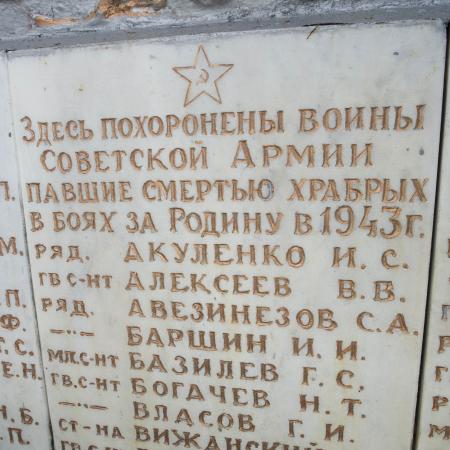 Здесь похоронены воины
Советской Армии
павшие смертью храбрых
в боях за Родину в 1943 г.
ряд. Акуленко И. С.
гв с-нт Алексеев В. В.
ряд. Авезинезов С. А.
—„— Баршин И. И.
мл. с-нт Базилев Г. С,
гв. с-нт Богачев Н. Т.
—„— Власов Г. И.
ст-на